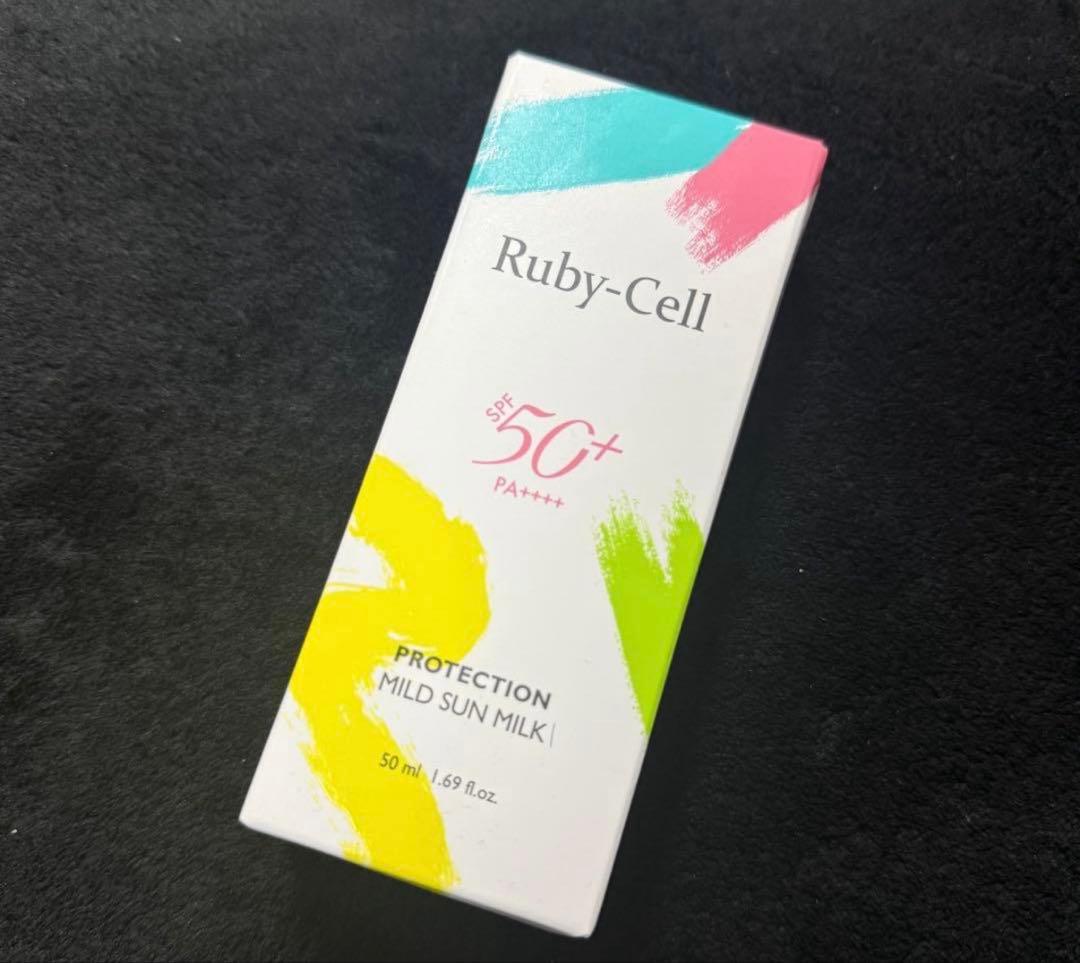 Ruby-Cell
SPF
50+
PA++++
PROTECTION
MILD SUN MILK
50 ml 1.69 fl.oz.